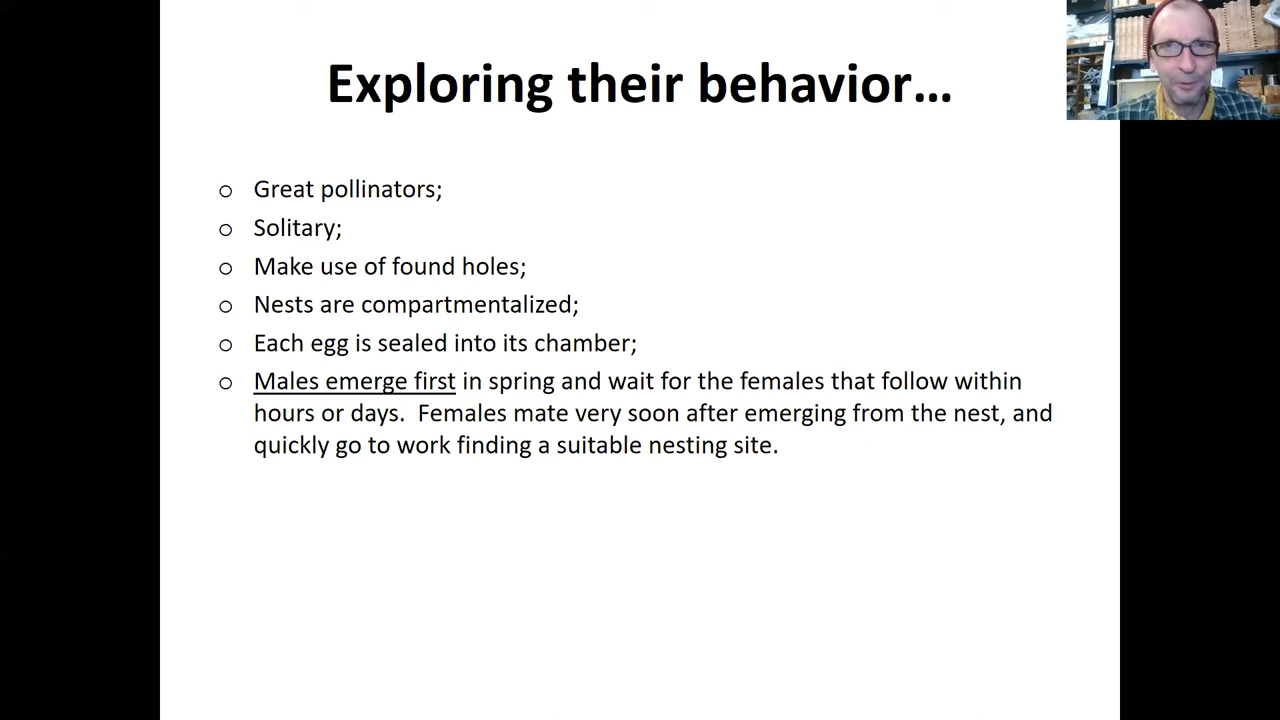 Exploring their behavior…
o Great pollinators;
o Solitary;
o Make use of found holes;
o Nests are compartmentalized;
o Each egg is sealed into its chamber;
o Males emerge first in spring and wait for the females that follow within
hours or days.  Females mate very soon after emerging from the nest, and
quickly go to work finding a suitable nesting site.